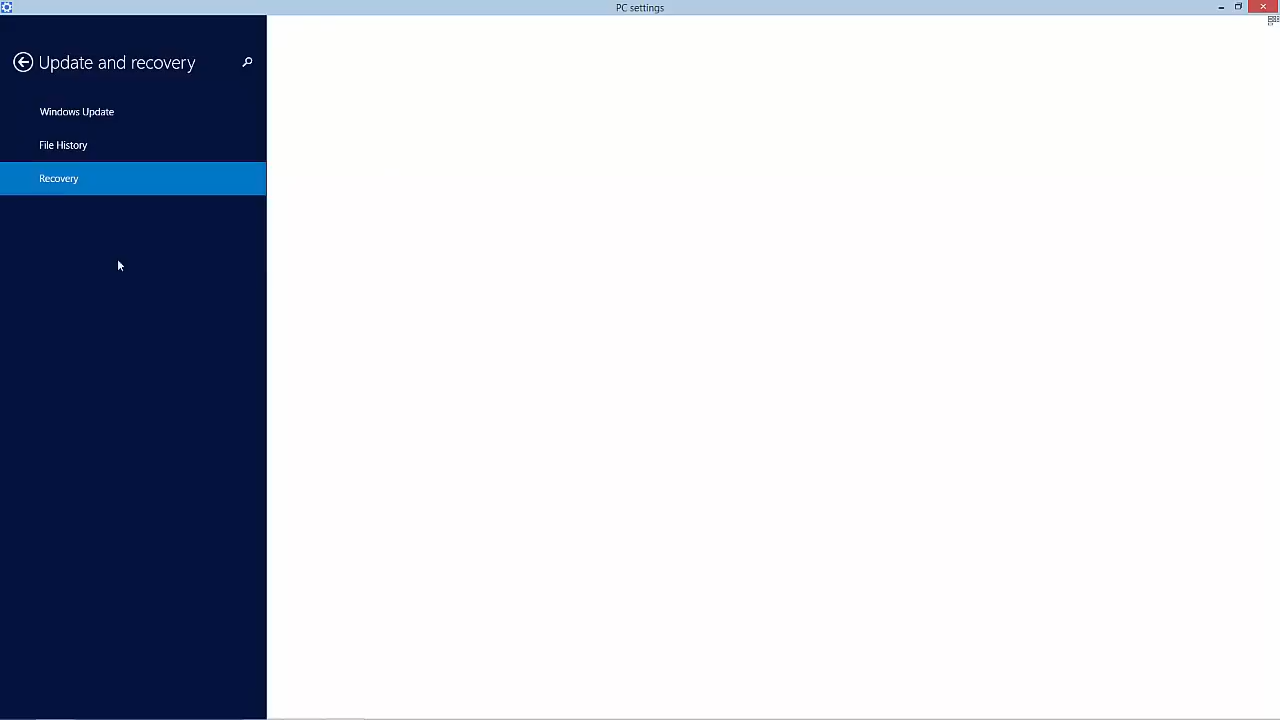 PC settings
Update and recovery
Windows Update
File History
Recovery